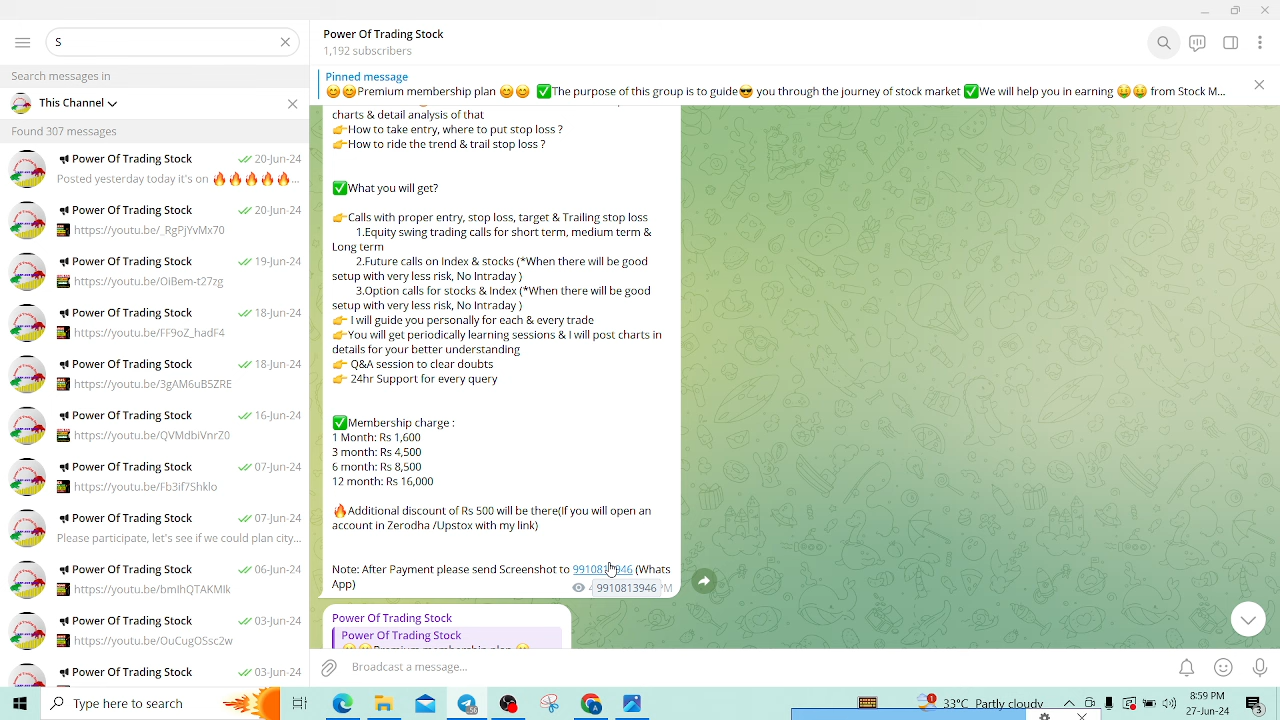 S
Search messages in
This Channel
Found 307 messages
Power Of Trading Stock 20-Jun-24
Posted yesterday today it's on 🔥🔥🔥🔥🔥...
Power Of Trading Stock 20-Jun-24
https://youtu.be/_RgPjYvMx70
Power Of Trading Stock 19-Jun-24
https://youtu.be/OiBem-t27zg
Power Of Trading Stock 18-Jun-24
https://youtu.be/FF9oZ_hadF4
Power Of Trading Stock 18-Jun-24
https://youtu.be/3gAM6uB5ZRE
Power Of Trading Stock 16-Jun-24
https://youtu.be/QVMdbiVnrZ0
Power Of Trading Stock 07-Jun-24
https://youtu.be/Fb3if7Shklo
Power Of Trading Stock 07-Jun-24
Please participate, let's see if we could plan city...
Power Of Trading Stock 06-Jun-24
https://youtu.be/bmlhQTAKMlk
Power Of Trading Stock 03-Jun-24
https://youtu.be/OuCugOSsc2w
Power Of Trading Stock 03-Jun-24
Power Of Trading Stock
1,192 subscribers
Pinned message
😊😊Premium membership plan 😊😊 ✅The purpose of this group is to guide😎 you through the journey of stock market ✅We will help you in earning 🤑🤑 from Stock M...
charts & detail analysis of that
👉How to take entry, where to put stop loss ?
👉How to ride the trend & trail stop loss ?
✅What you will get?
👉Calls with proper entry, stop loss, target & Trailing stop loss
1.Equity swing trading calls for short term, medium term &
Long term
2.Future calls on Index & stocks (*When there will be good
setup with very less risk, No Intraday )
3.Option calls for stocks & Index (*When there will be good
setup with very less risk, No Intraday )
👉 I will guide you personally for each & every trade
👉You will get periodically learning sessions & I will post charts in
details for your better understanding
👉 Q&A session to clear doubts
👉 24hr Support for every query
✅Membership charge :
1 Month: Rs 1,600
3 month: Rs 4,500
6 month: Rs 8,500
12 month: Rs 16,000
🔥Additional discount of Rs 500 will be there(If you will open an
account in Zerodha /Upstox with my link)
Note: After Payment please send Screenshot to 9910813946 (Whats
App)
9910813946
Power Of Trading Stock
Power Of Trading Stock
Broadcast a message...
Type here to sea
33°C Partly cloudy
8:59 PM
27-Jun-24
3